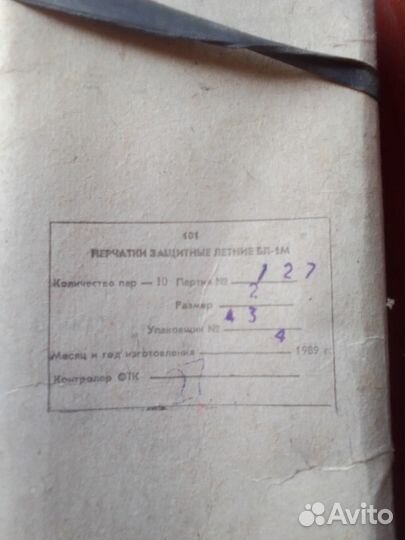 101
ПЕРЧАТКИ ЗАЩИТНЫЕ ЛЕТНИЕ БЛ-1М
Количество пар — 10 Партия № 127
Размер 2
Упаковщик № 43
Месяц и год изготовления 4 1989 г.
Контролер ОТК
Avito